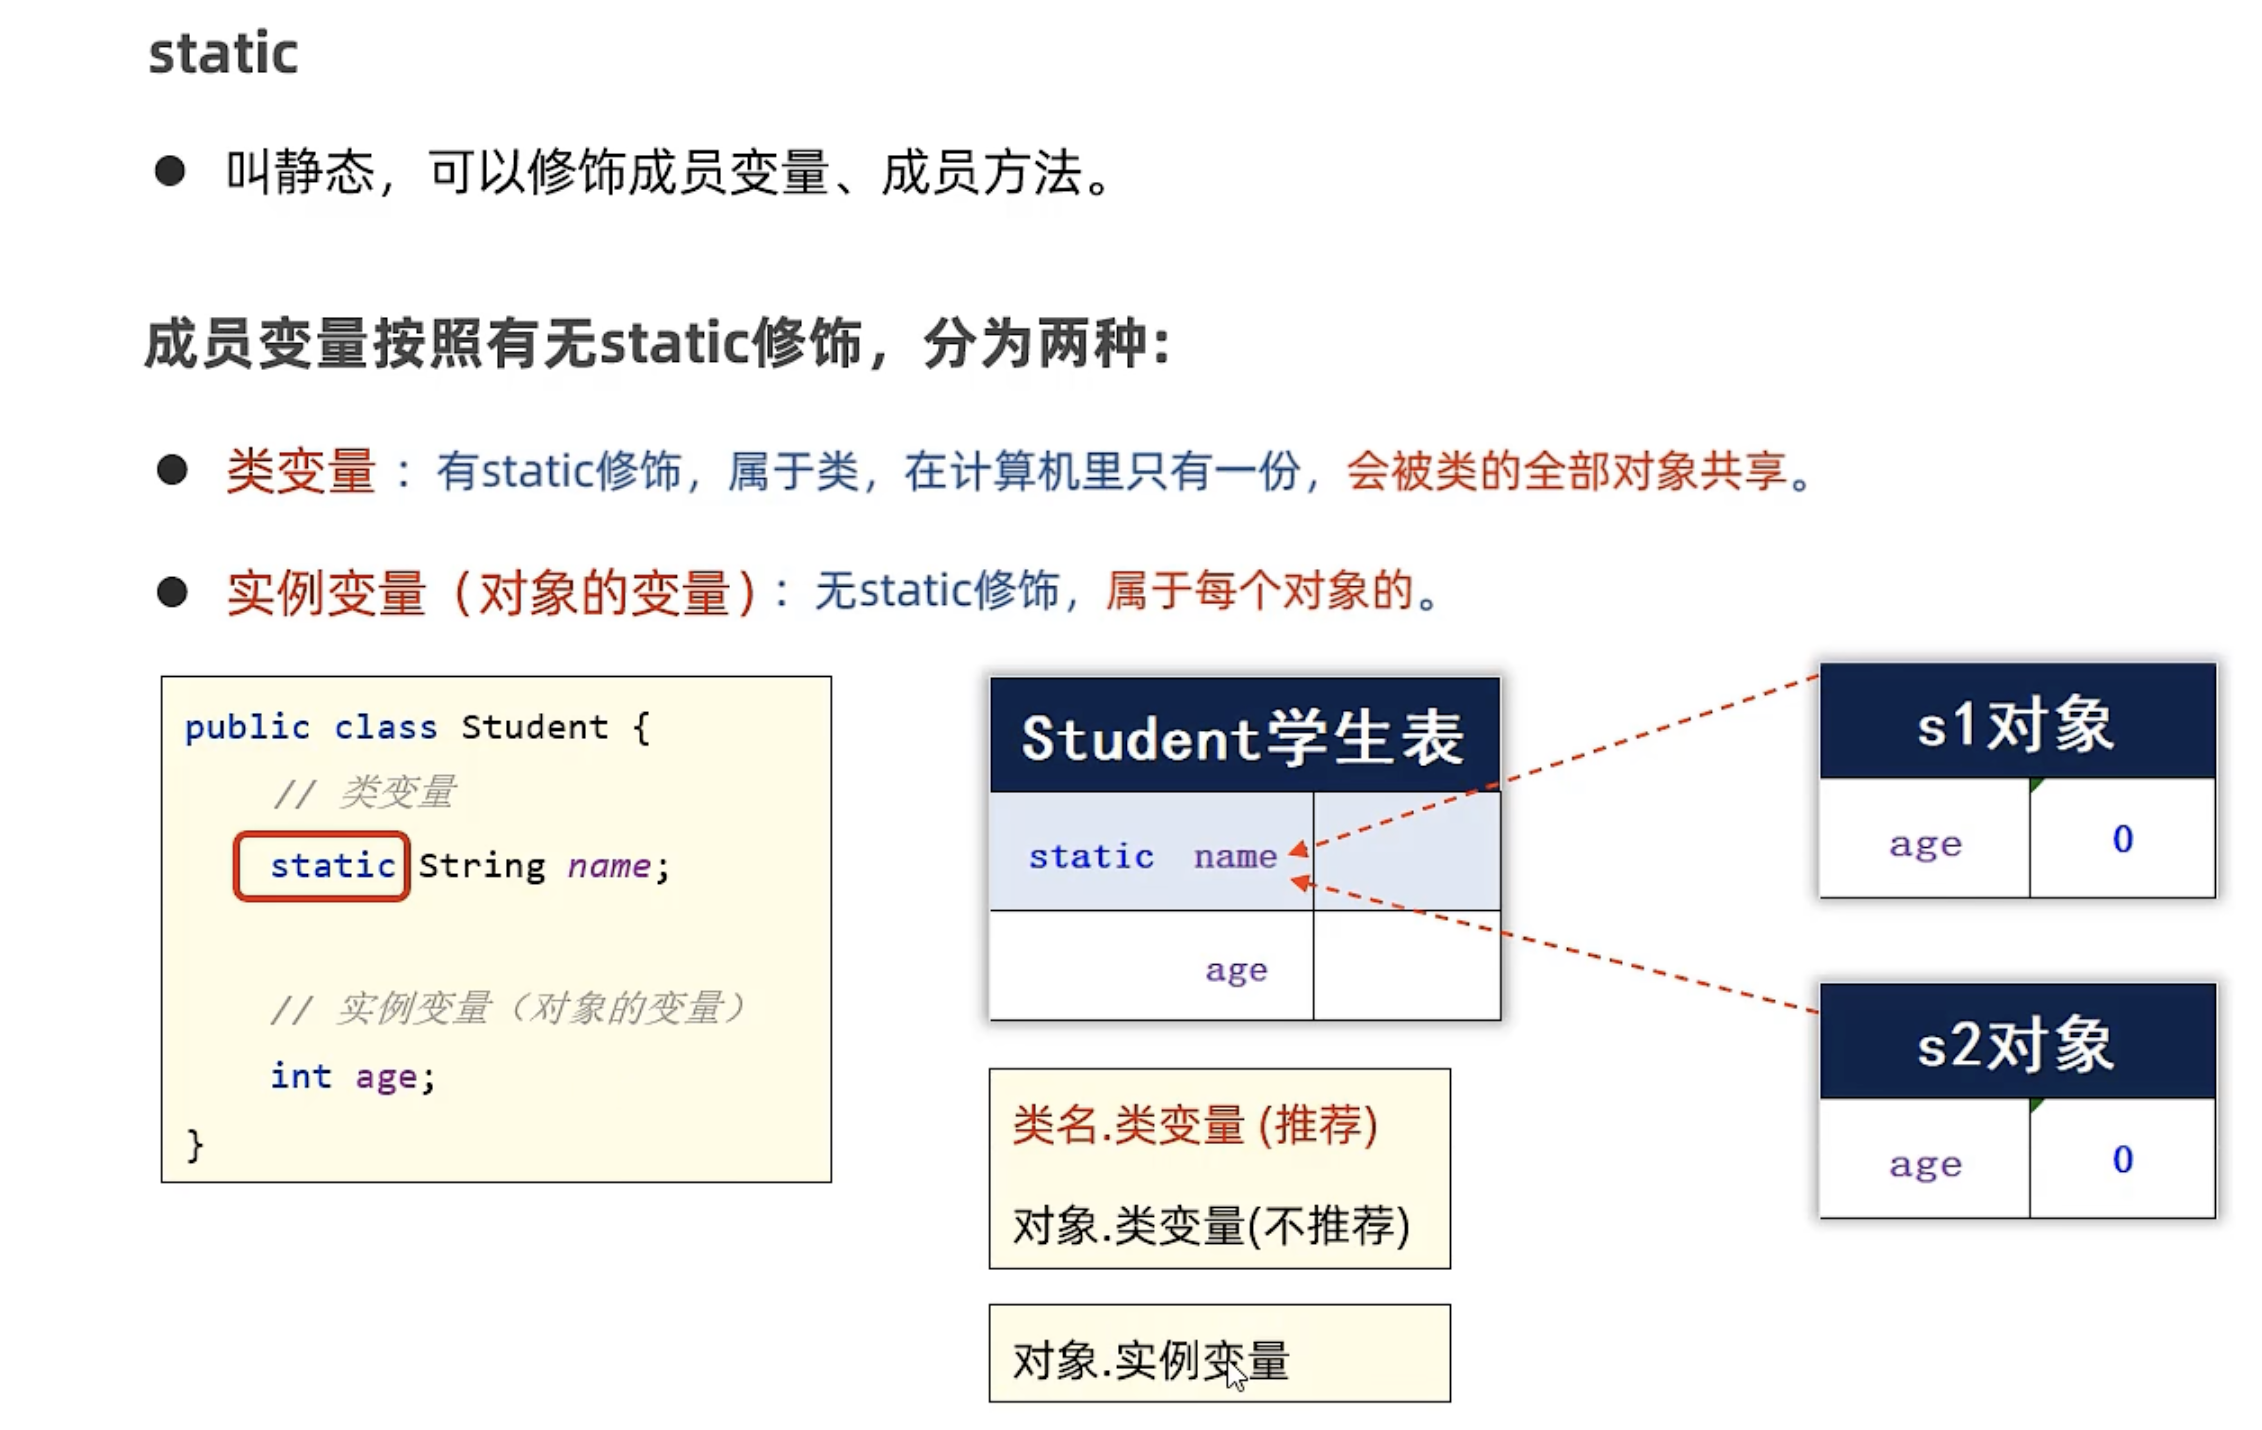 static
● 叫静态，可以修饰成员变量、成员方法。
成员变量按照有无static修饰，分为两种：
● 类变量：有static修饰，属于类，在计算机里只有一份，会被类的全部对象共享。
● 实例变量（对象的变量）：无static修饰，属于每个对象的。
public class Student {
// 类变量
static String name;
// 实例变量（对象的变量）
int age;
}
Student学生表
static name
age
类名.类变量 (推荐)
对象.类变量(不推荐)
对象.实例变量
s1对象
age 0
s2对象
age 0